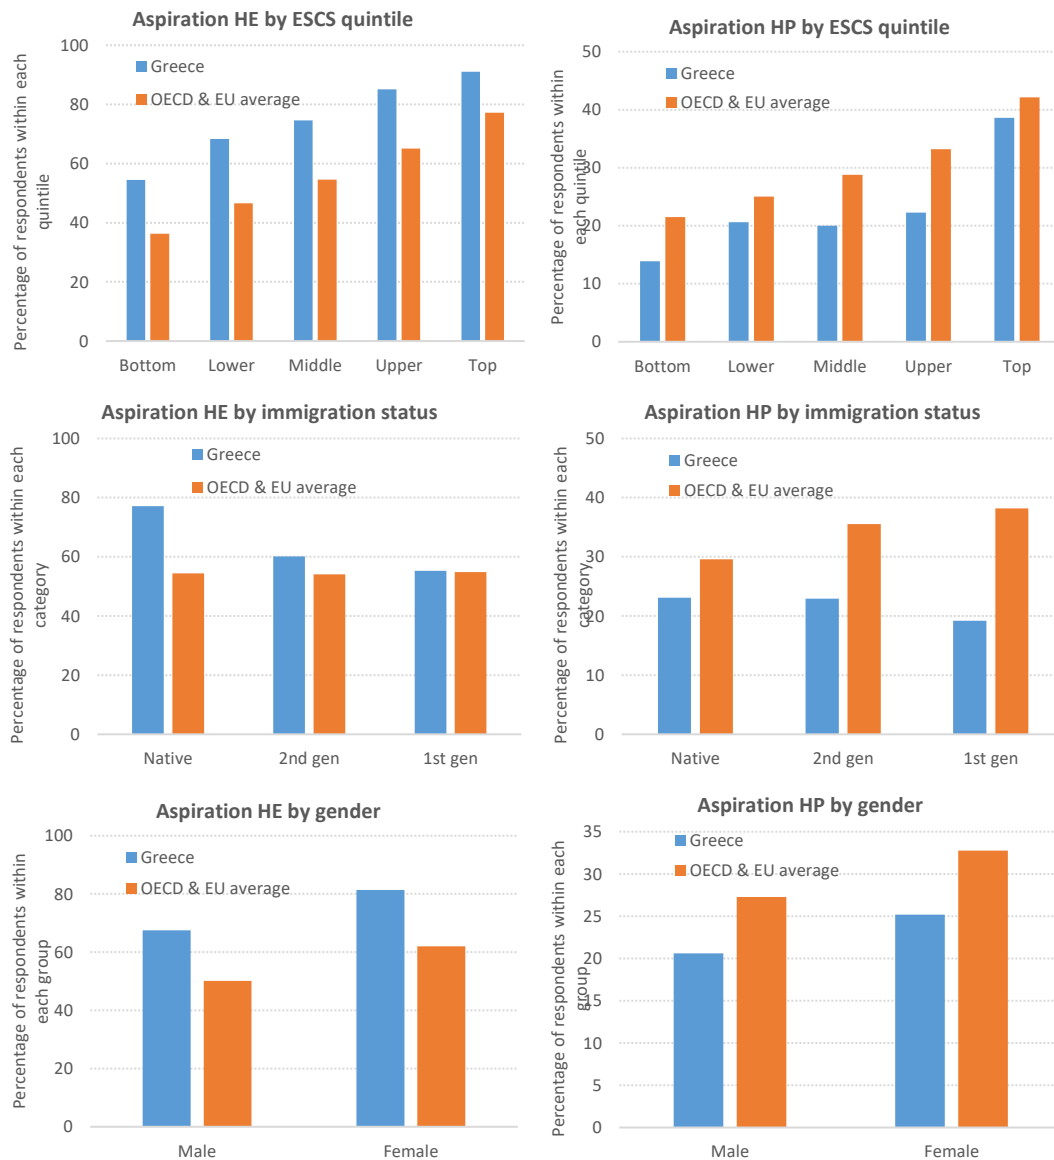 Aspiration HE by ESCS quintile
Percentage of respondents within each
quintile
100
80
60
40
20
0
Greece
OECD & EU average
Bottom
Lower
Middle
Upper
Top
Aspiration HP by ESCS quintile
Percentage of respondents within
each quintile
50
40
30
20
10
0
Greece
OECD & EU average
Bottom
Lower
Middle
Upper
Top
Aspiration HE by immigration status
Percentage of respondents within each
category
100
80
60
40
20
0
Greece
OECD & EU average
Native
2nd gen
1st gen
Aspiration HP by immigration status
Percentage of respondents within each
category
50
40
30
20
10
0
Greece
OECD & EU average
Native
2nd gen
1st gen
Aspiration HE by gender
Percentage of respondents within
each group
100
80
60
40
20
0
Greece
OECD & EU average
Male
Female
Aspiration HP by gender
Percentage of respondents within each
group
35
30
25
20
15
10
5
0
Greece
OECD & EU average
Male
Female